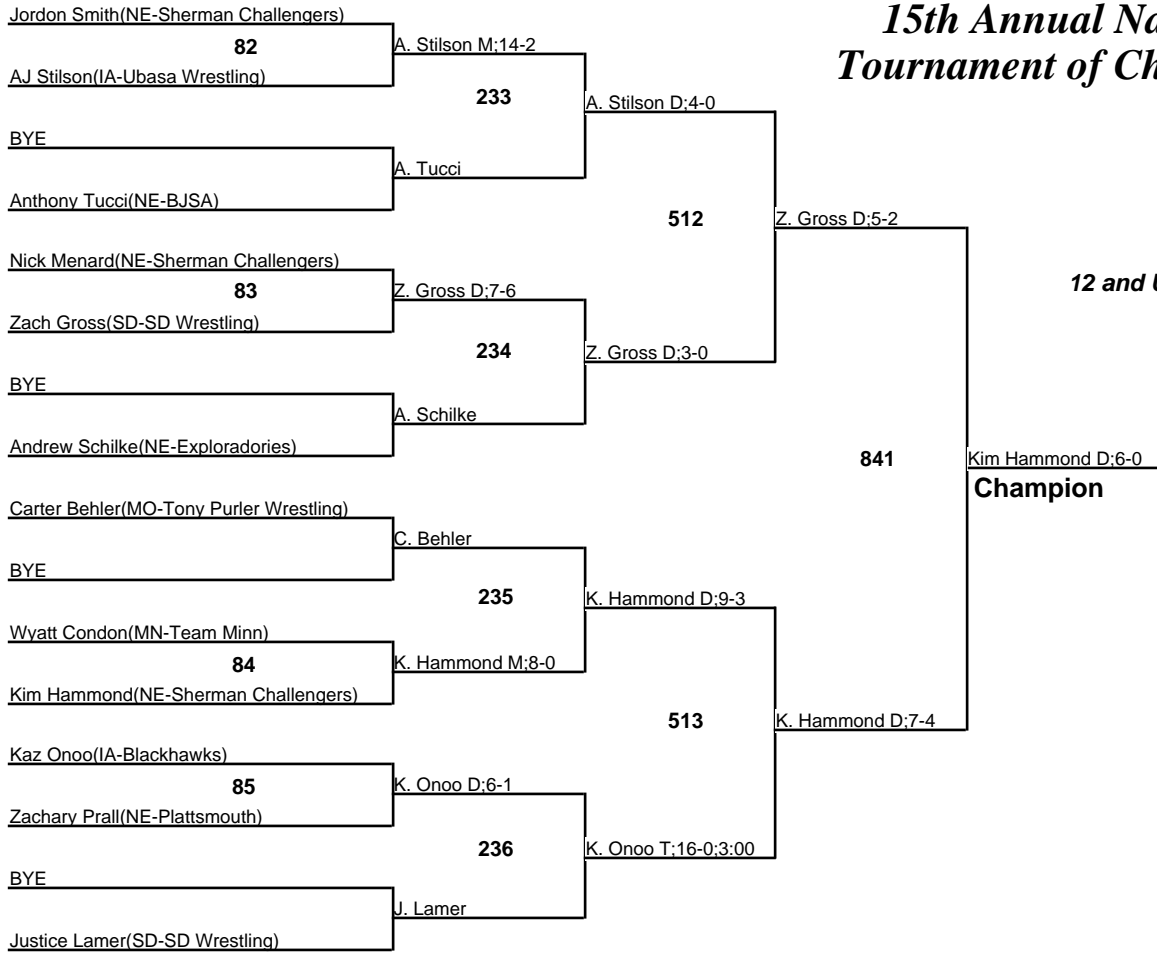 15th Annual Na
Tournament of Ch
12 and U
Jordon Smith(NE-Sherman Challengers)
82
AJ Stilson(IA-Ubasa Wrestling)
A. Stilson M;14-2
233
BYE
A. Tucci
Anthony Tucci(NE-BJSA)
A. Stilson D;4-0
512
Nick Menard(NE-Sherman Challengers)
83
Zach Gross(SD-SD Wrestling)
Z. Gross D;7-6
234
BYE
A. Schilke
Andrew Schilke(NE-Exploradories)
Z. Gross D;3-0
Z. Gross D;5-2
841
Kim Hammond D;6-0
Champion
Carter Behler(MO-Tony Purler Wrestling)
C. Behler
BYE
235
Wyatt Condon(MN-Team Minn)
84
Kim Hammond(NE-Sherman Challengers)
K. Hammond M;8-0
K. Hammond D;9-3
513
K. Hammond D;7-4
Kaz Onoo(IA-Blackhawks)
85
Zachary Prall(NE-Plattsmouth)
K. Onoo D;6-1
236
K. Onoo T;16-0;3:00
BYE
J. Lamer
Justice Lamer(SD-SD Wrestling)